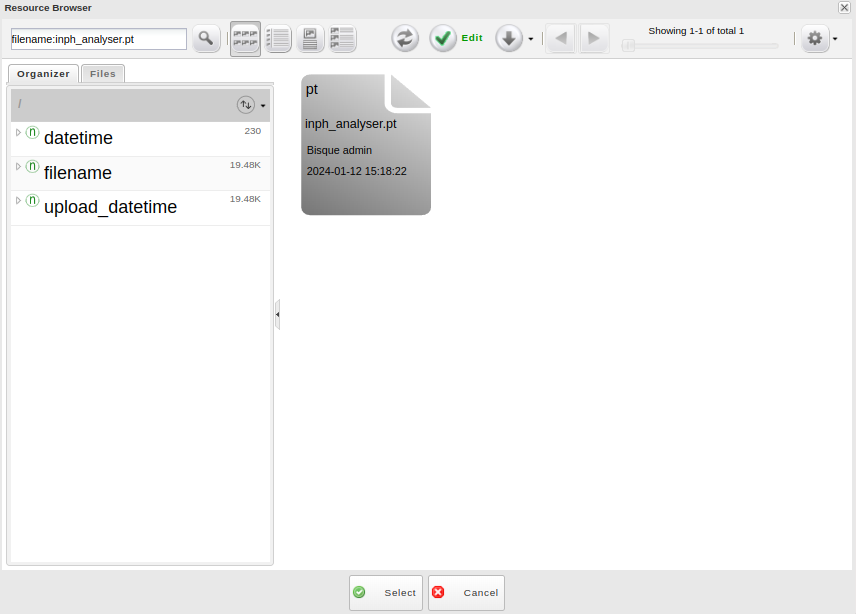 Resource Browser
filename:inph_analyser.pt
Edit
Showing 1-1 of total 1
Organizer
Files
/
n datetime 230
n filename 19.48K
n upload_datetime 19.48K
pt
inph_analyser.pt
Bisque admin
2024-01-12 15:18:22
Select
Cancel